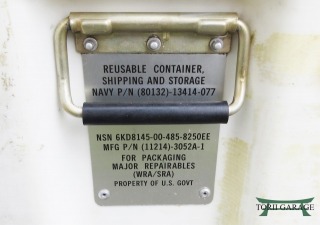 REUSABLE CONTAINER,
SHIPPING AND STORAGE
NAVY P/N (80132)-13414-077
NSN 6KD8145-00-485-8250EE
MFG P/N (11214)-3052A-1
FOR PACKAGING
MAJOR REPAIRABLES
(WRA/SRA)
PROPERTY OF U.S. GOVT
TORII GARAGE